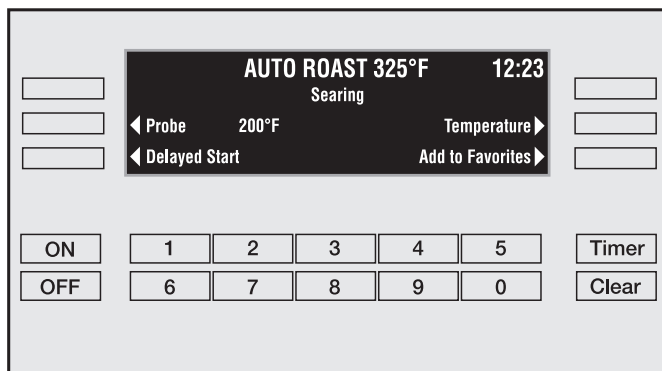 AUTO ROAST 325°F 12:23
Searing
Probe 200°F Temperature
Delayed Start Add to Favorites
ON 1 2 3 4 5 Timer
OFF 6 7 8 9 0 Clear